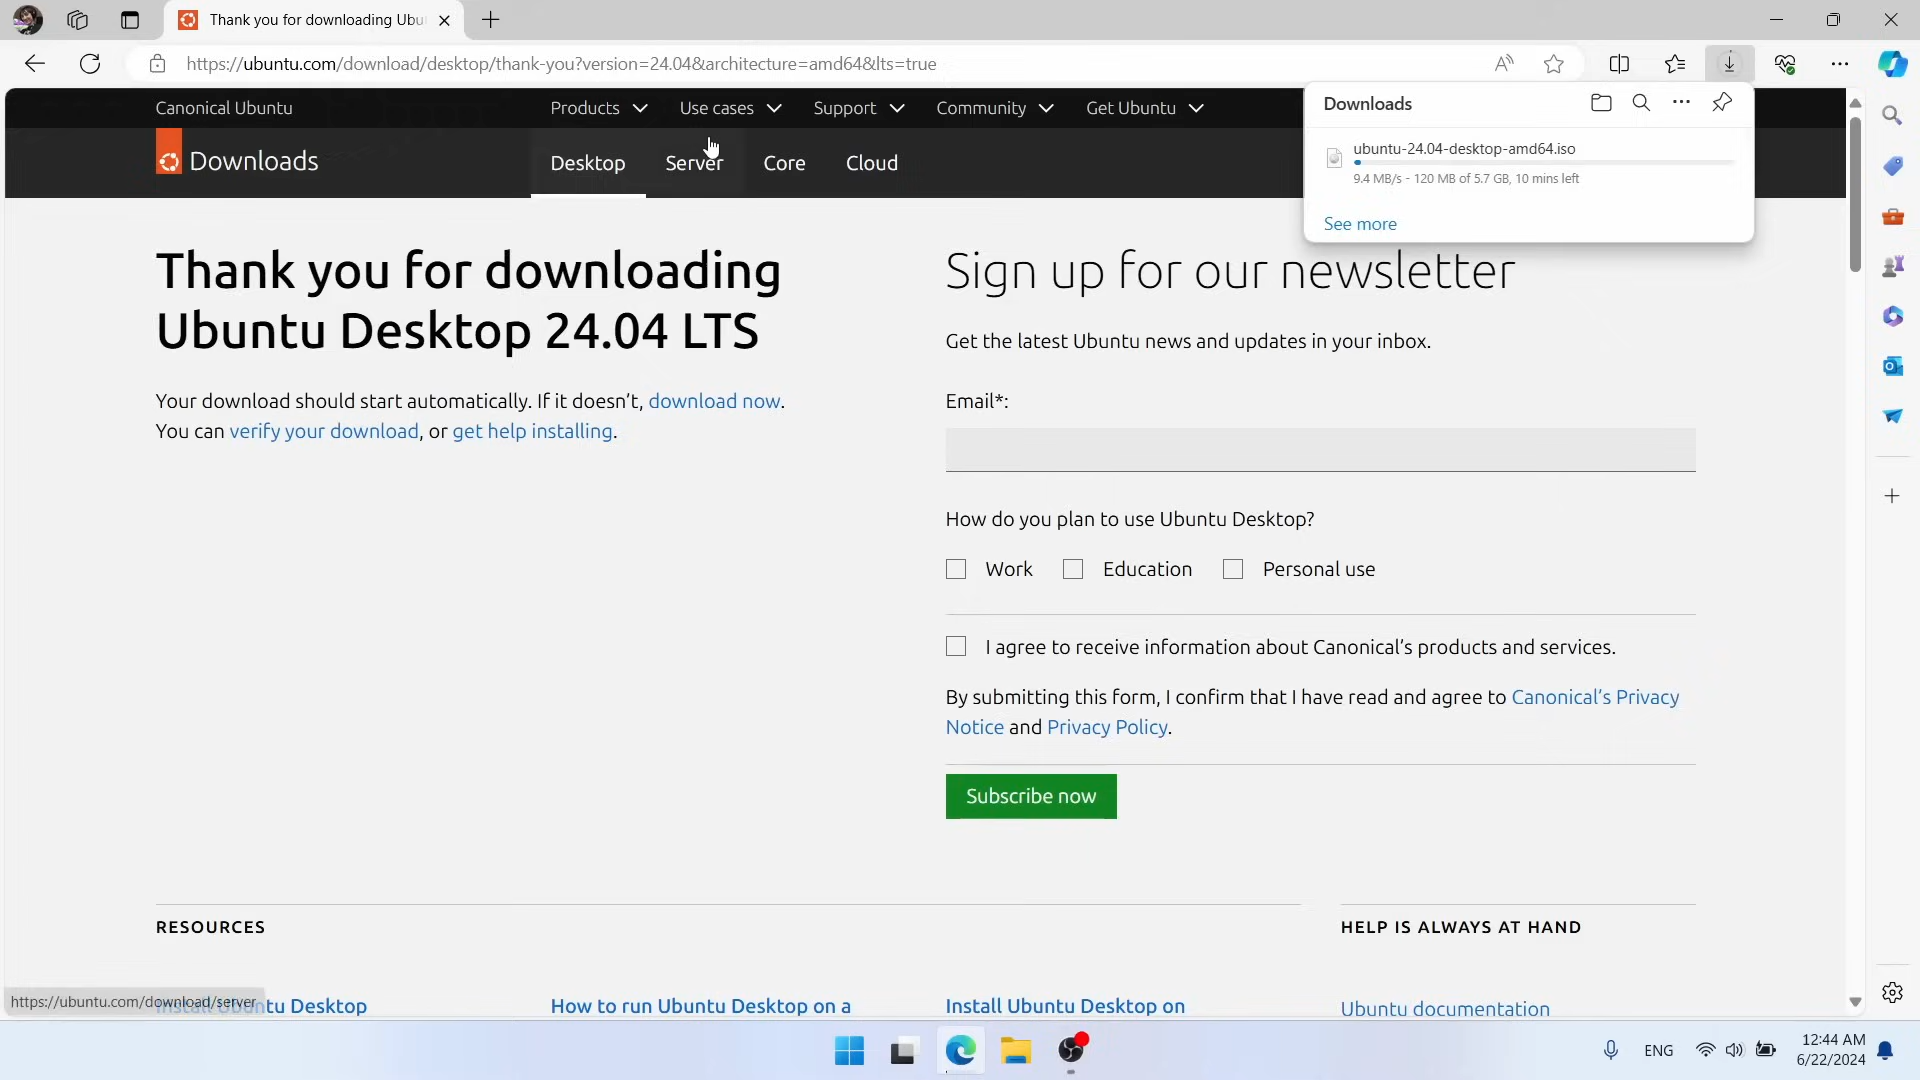 Thank you for downloading Ubu
https://ubuntu.com/download/desktop/thank-you?version=24.04&architecture=amd64&lts=true
Canonical Ubuntu
Products
Use cases
Support
Community
Get Ubuntu
Downloads
Desktop
Server
Core
Cloud
Downloads
ubuntu-24.04-desktop-amd64.iso
9.4 MB/s - 120 MB of 5.7 GB, 10 mins left
See more
Thank you for downloading
Ubuntu Desktop 24.04 LTS
Your download should start automatically. If it doesn't, download now.
You can verify your download, or get help installing.
Sign up for our newsletter
Get the latest Ubuntu news and updates in your inbox.
Email*:
How do you plan to use Ubuntu Desktop?
Work
Education
Personal use
I agree to receive information about Canonical's products and services.
By submitting this form, I confirm that I have read and agree to Canonical's Privacy
Notice and Privacy Policy.
Subscribe now
RESOURCES
HELP IS ALWAYS AT HAND
Install Ubuntu Desktop
How to run Ubuntu Desktop on a
Install Ubuntu Desktop on
Ubuntu documentation
https://ubuntu.com/download/server
ENG
12:44 AM
6/22/2024